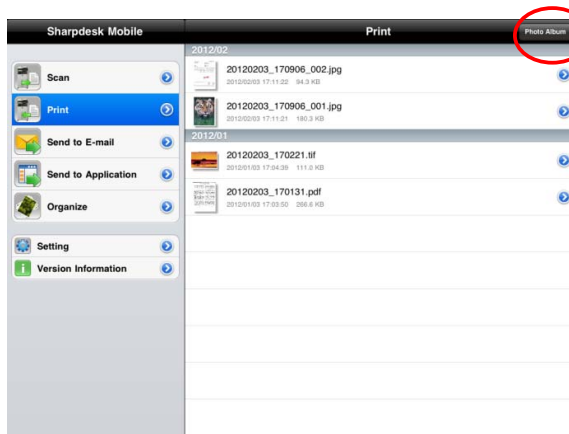 Sharpdesk Mobile
Print
Photo Album
Scan
Print
Send to E-mail
Send to Application
Organize
Setting
Version Information
2012/02
20120203_170906_002.jpg
2012/02/03 17:11:22 94.3 KB
20120203_170906_001.jpg
2012/02/03 17:11:21 180.3 KB
2012/01
20120203_170221.tif
2012/01/03 17:04:39 111.0 KB
20120203_170131.pdf
2012/01/03 17:03:50 266.6 KB